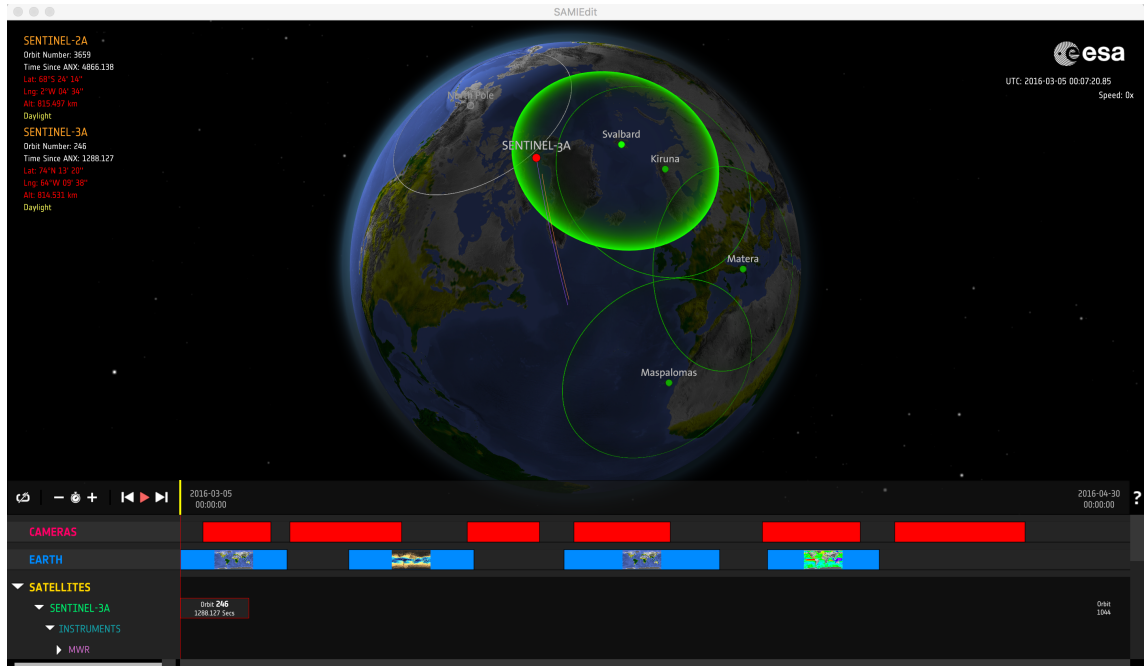 SAMIEdit
SENTINEL-2A
Orbit Number: 3659
Time Since ANX: 4866.138
Lat: 88°S 24' 14"
Lng: 2°W 04' 34"
Alt: 815.497 km
Daylight
SENTINEL-3A
Orbit Number: 246
Time Since ANX: 1288.127
Lat: 74°N 13' 20"
Lng: 64°W 09' 38"
Alt: 814.531 km
Daylight
esa
UTC: 2016-03-05 00:07:20.85
Speed: 0x
North Pole
SENTINEL-3A
Svalbard
Kiruna
Matera
Maspalomas
2016-03-05
00:00:00
2016-04-30
00:00:00
?
CAMERAS
EARTH
SATELLITES
SENTINEL-3A
Orbit 246
1288.127 Secs
Orbit
1044
INSTRUMENTS
MWR